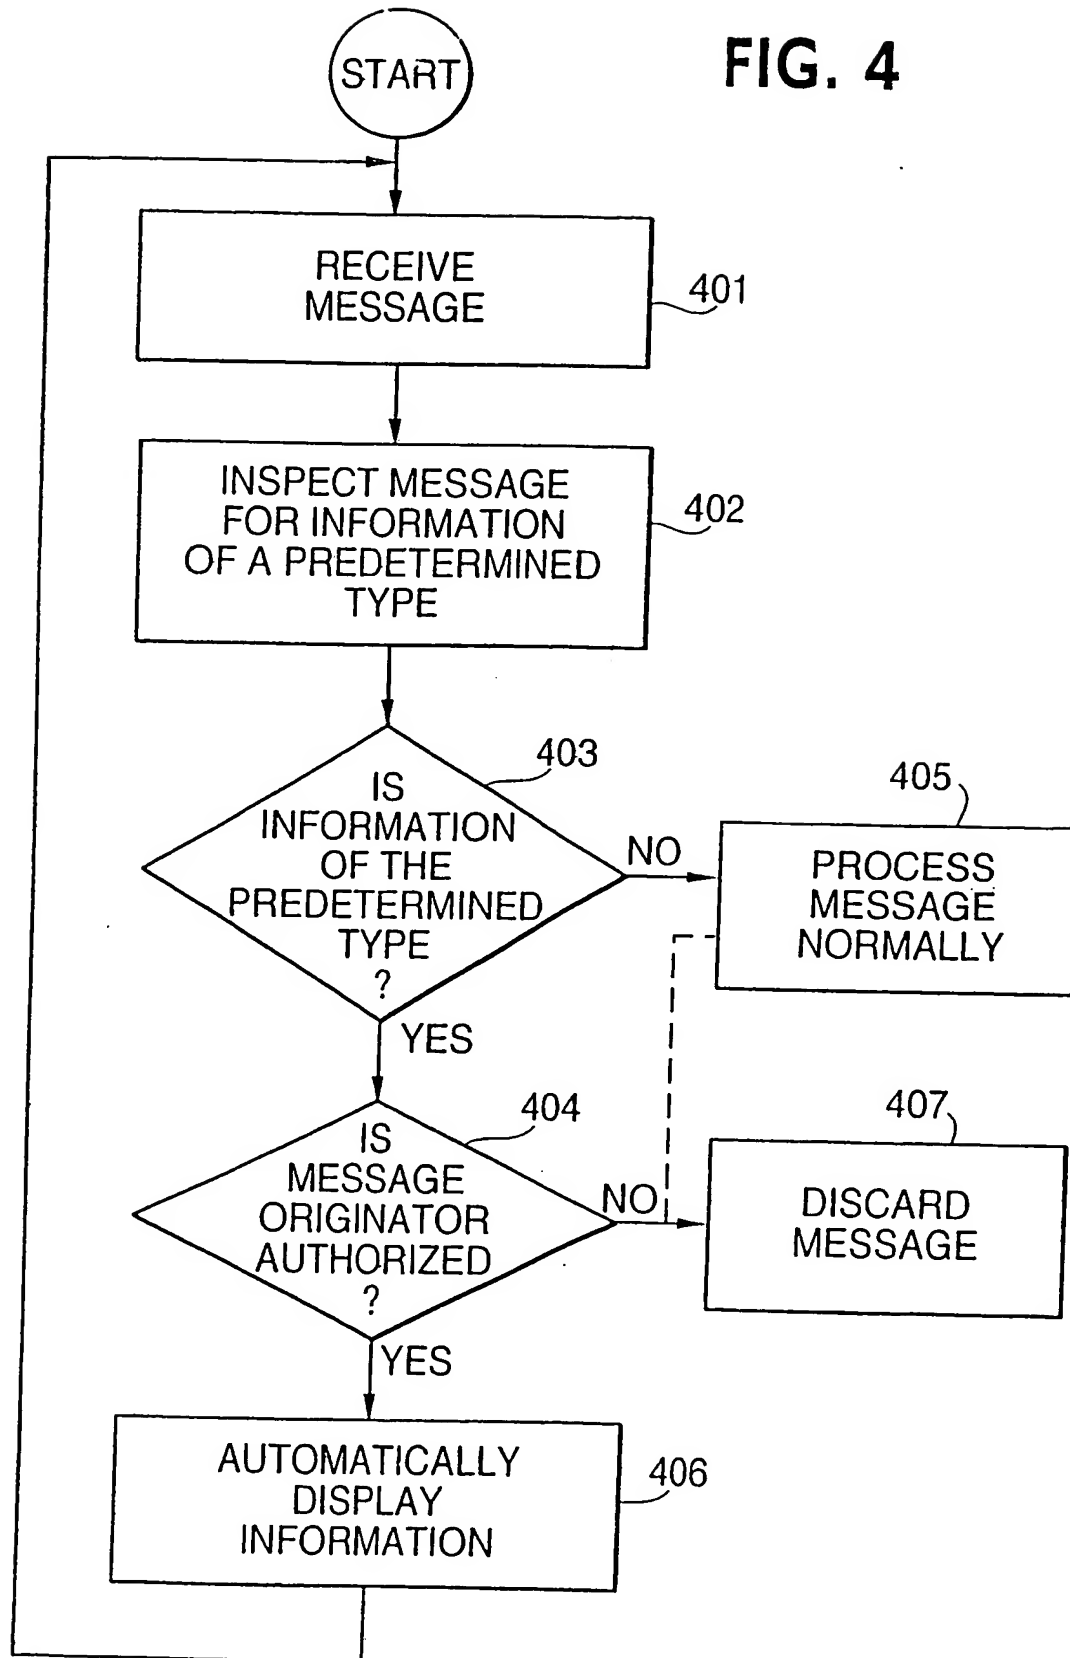 FIG. 4
START
RECEIVE
MESSAGE
401
INSPECT MESSAGE
FOR INFORMATION
OF A PREDETERMINED
TYPE
402
403
IS
INFORMATION
OF THE
PREDETERMINED
TYPE
?
NO
YES
405
PROCESS
MESSAGE
NORMALLY
404
IS
MESSAGE
ORIGINATOR
AUTHORIZED
?
NO
YES
407
DISCARD
MESSAGE
AUTOMATICALLY
DISPLAY
INFORMATION
406